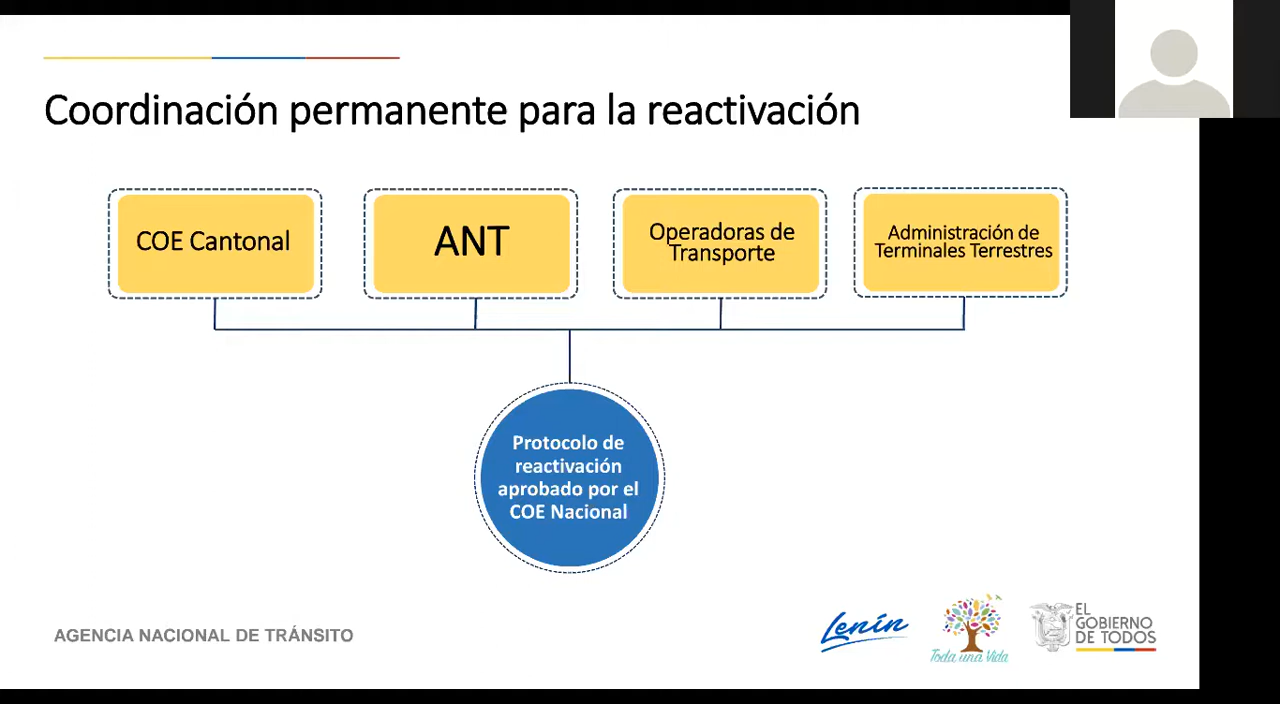 Coordinación permanente para la reactivación
COE Cantonal
ANT
Operadoras de
Transporte
Administración de
Terminales Terrestres
Protocolo de
reactivación
aprobado por el
COE Nacional
AGENCIA NACIONAL DE TRÁNSITO
Lenín
Toda una Vida
EL
GOBIERNO
DE TODOS